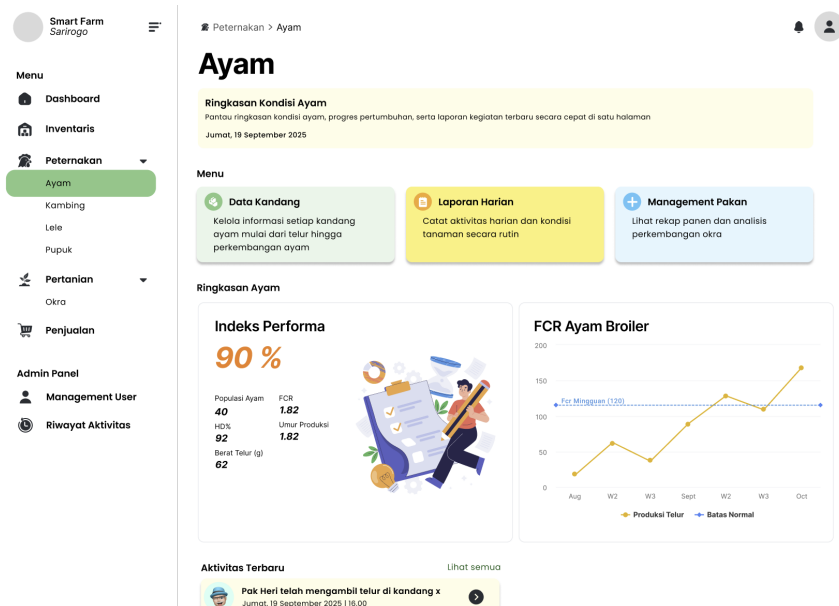 Smart Farm
Sarirogo
Menu
Dashboard
Inventaris
Peternakan
Ayam
Kambing
Lele
Pupuk
Pertanian
Okra
Penjualan
Admin Panel
Management User
Riwayat Aktivitas
Peternakan > Ayam
Ayam
Ringkasan Kondisi Ayam
Pantau ringkasan kondisi ayam, progres pertumbuhan, serta laporan kegiatan terbaru secara cepat di satu halaman
Jumat, 19 September 2025
Menu
Data Kandang
Kelola informasi setiap kandang
ayam mulai dari telur hingga
perkembangan ayam
Laporan Harian
Catat aktivitas harian dan kondisi
tanaman secara rutin
Management Pakan
Lihat rekap panen dan analisis
perkembangan okra
Ringkasan Ayam
Indeks Performa
90 %
Populasi Ayam
40
HD%
92
Berat Telur (g)
62
FCR
1.82
Umur Produksi
1.82
FCR Ayam Broiler
200
150
100
50
0
Fcr Mingguan (120)
Aug W2 W3 Sept W2 W3 Oct
Produksi Telur Batas Normal
Aktivitas Terbaru
Lihat semua
Pak Heri telah mengambil telur di kandang x
Jumat, 19 September 2025 | 16.00